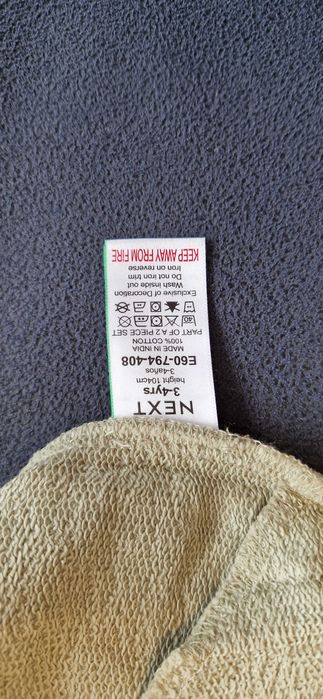 NEXT
3-4yrs
height 104cm
3-4años
E60-794-408
MADE IN INDIA
100% COTTON
PART OF A 2 PIECE SET
40
Exclusive of Decoration
Wash inside out
Do not iron trim
Iron on reverse
KEEP AWAY FROM FIRE